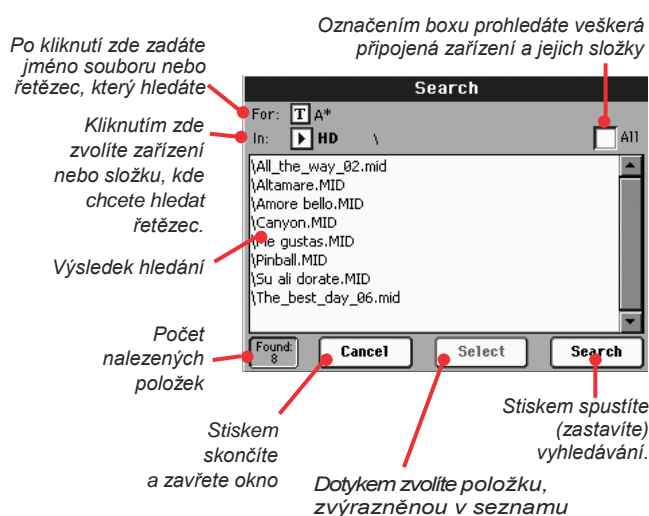 Označením boxu prohledáte veškerá
připojená zařízení a jejich složky
Po kliknutí zde zadáte
jméno souboru nebo
řetězec, který hledáte
Kliknutím zde
zvolíte zařízení
nebo složku, kde
chcete hledat
řetězec.
Výsledek hledání
Počet
nalezených
položek
Search
For: T A*
In: HD \
All
\All_the_way_02.mid
\Altamare.MID
\Amore bello.MID
\Canyon.MID
\Me gustas.MID
\Pinball.MID
\Su ali dorate.MID
\The_best_day_06.mid
Found:
8
Cancel
Select
Search
Stiskem
skončíte
a zavřete okno
Dotykem zvolíte položku,
zvýrazněnou v seznamu
Stiskem spustíte
(zastavíte)
vyhledávání.